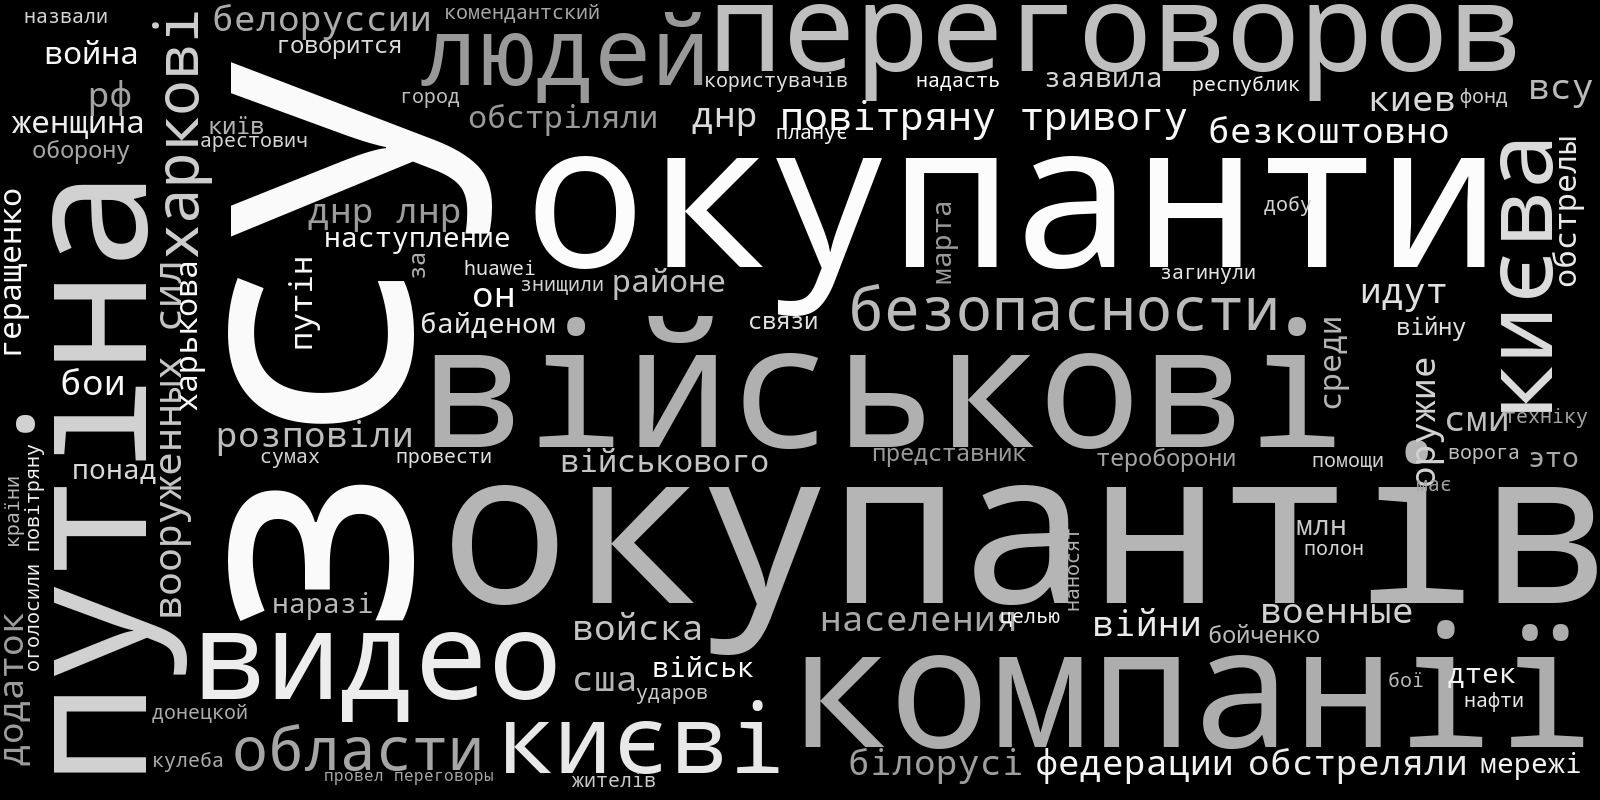 назвали
белоруссии
комендантский
людей
переговоров
война
говорится
харкові
користувачів
надасть
заявила
республик
всу
рф
город
киев
фонд
женщина
київ
обстріляли
днр
повітряну тривогу
планує
безкоштовно
оборону
арестович
зсу
окупанти
києва
обстрелы
путіна
геращенко
днр лнр
наступление
марта
добу
за
huawei
знищили
районе
загинули
путін
он
безопасности
идут
вооруженных сил
харькова
байденом
связи
військові
среди
війну
бои
оружие
сми
техніку
розповіли
понад
сумах
провести
військового
представник
тероборони
помощи
ворога
это
має
країни
оголосили повітряну
окупантів
млн
полон
наносят
наразі
додаток
видео
войска
населения
целью
війни
военные
бойченко
сша
військ
ударов
компанії
бої
дтек
нафти
донецкой
области
києві
кулеба
провел переговоры
жителів
білорусі
федерации
обстреляли
мережі